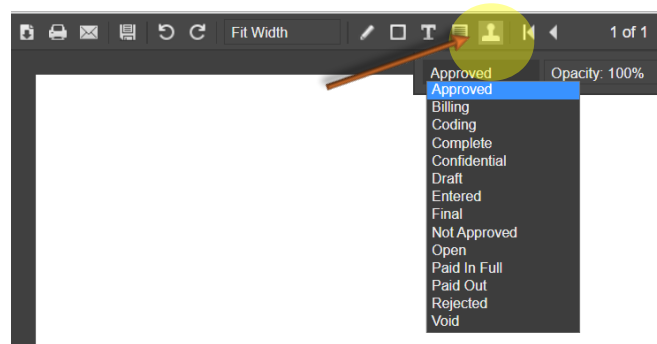 Fit Width
T
1 of 1
Approved
Opacity: 100%
Approved
Billing
Coding
Complete
Confidential
Draft
Entered
Final
Not Approved
Open
Paid In Full
Paid Out
Rejected
Void